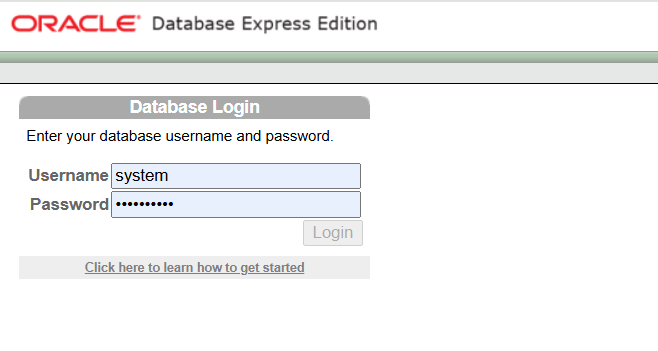 ORACLE® Database Express Edition
Database Login
Enter your database username and password.
Username system
Password ••••••••••
Login
Click here to learn how to get started